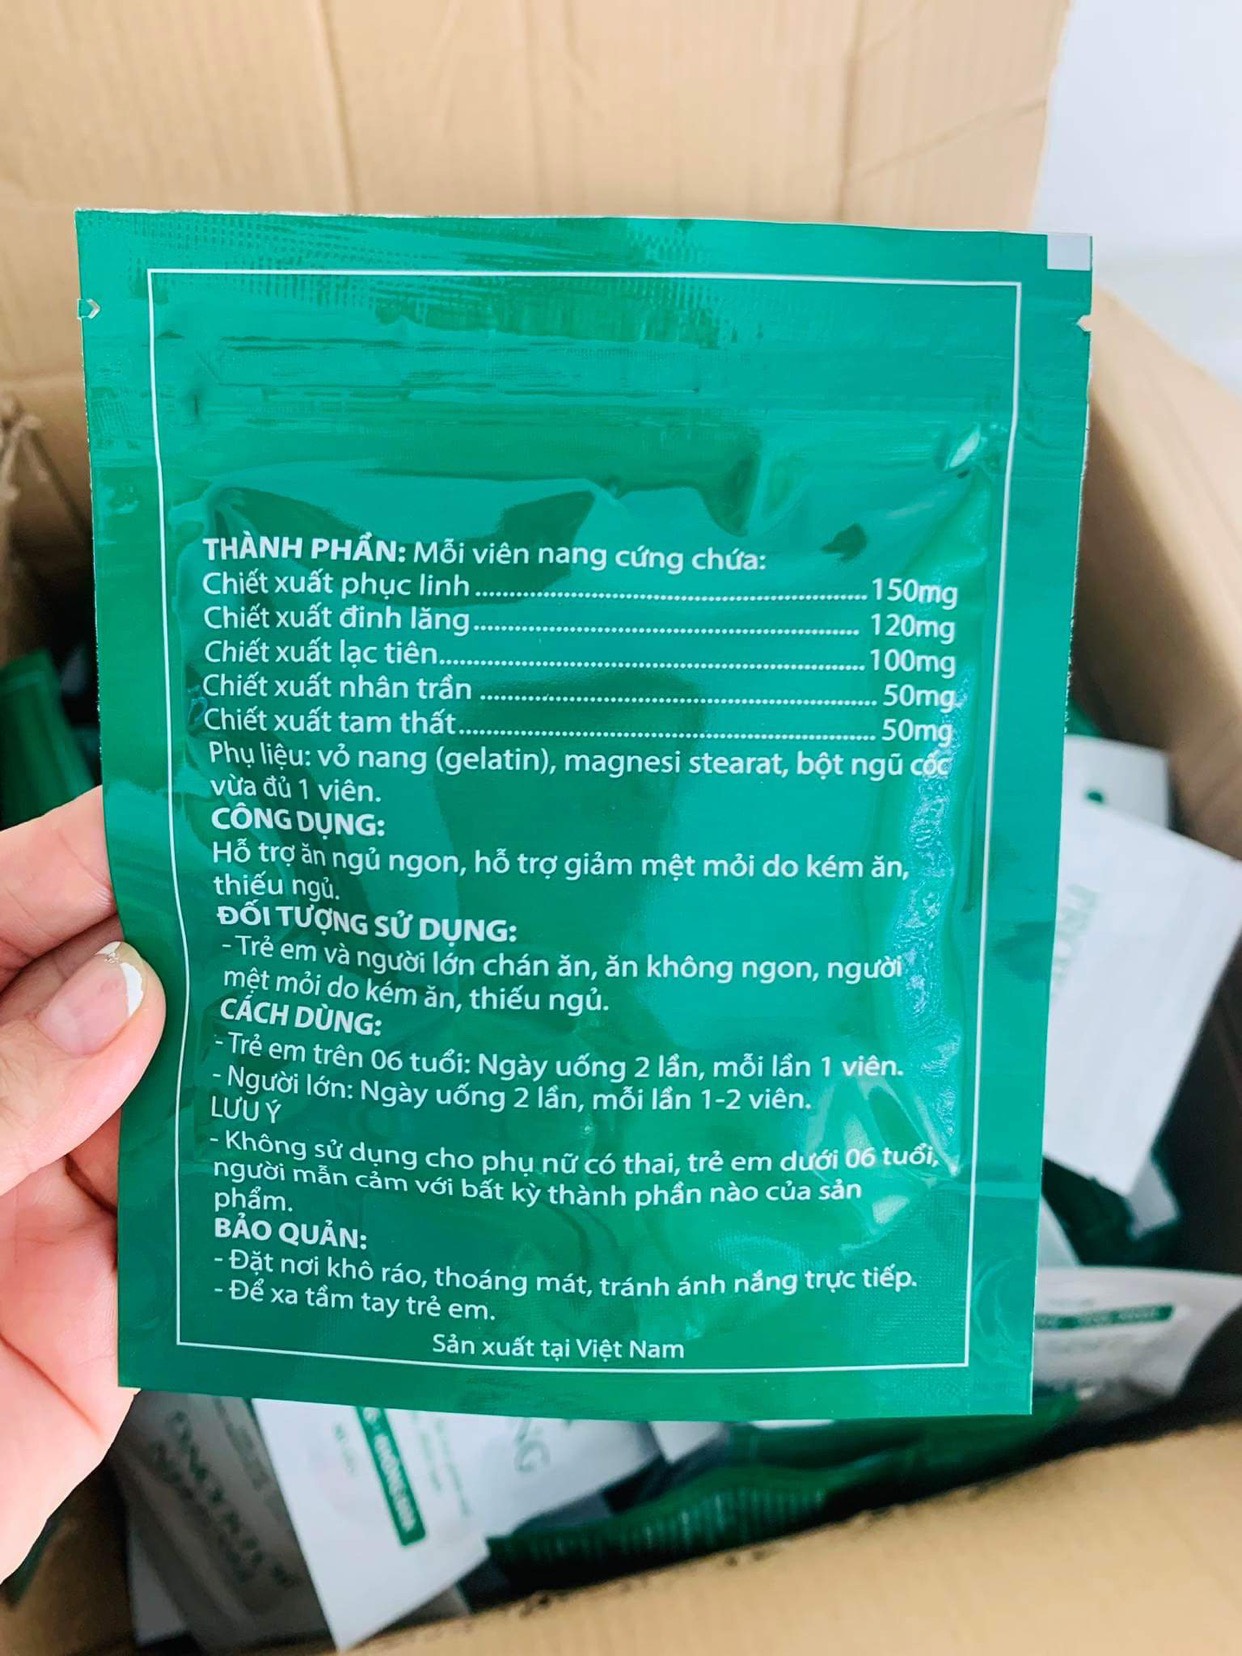 THÀNH PHẦN: Mỗi viên nang cứng chứa:
Chiết xuất phục linh ........................ 150mg
Chiết xuất đinh lăng ........................ 120mg
Chiết xuất lạc tiên ........................ 100mg
Chiết xuất nhân trần ........................ 50mg
Chiết xuất tam thất ........................ 50mg
Phụ liệu: vỏ nang (gelatin), magnesi stearat, bột ngũ cốc
vừa đủ 1 viên.
CÔNG DỤNG:
Hỗ trợ ăn ngủ ngon, hỗ trợ giảm mệt mỏi do kém ăn,
thiếu ngủ.
ĐỐI TƯỢNG SỬ DỤNG:
- Trẻ em và người lớn chán ăn, ăn không ngon, người
mệt mỏi do kém ăn, thiếu ngủ.
CÁCH DÙNG:
- Trẻ em trên 06 tuổi: Ngày uống 2 lần, mỗi lần 1 viên.
- Người lớn: Ngày uống 2 lần, mỗi lần 1-2 viên.
LƯU Ý
- Không sử dụng cho phụ nữ có thai, trẻ em dưới 06 tuổi,
người mẫn cảm với bất kỳ thành phần nào của sản
phẩm.
BẢO QUẢN:
- Đặt nơi khô ráo, thoáng mát, tránh ánh nắng trực tiếp.
- Để xa tầm tay trẻ em.
Sản xuất tại Việt Nam